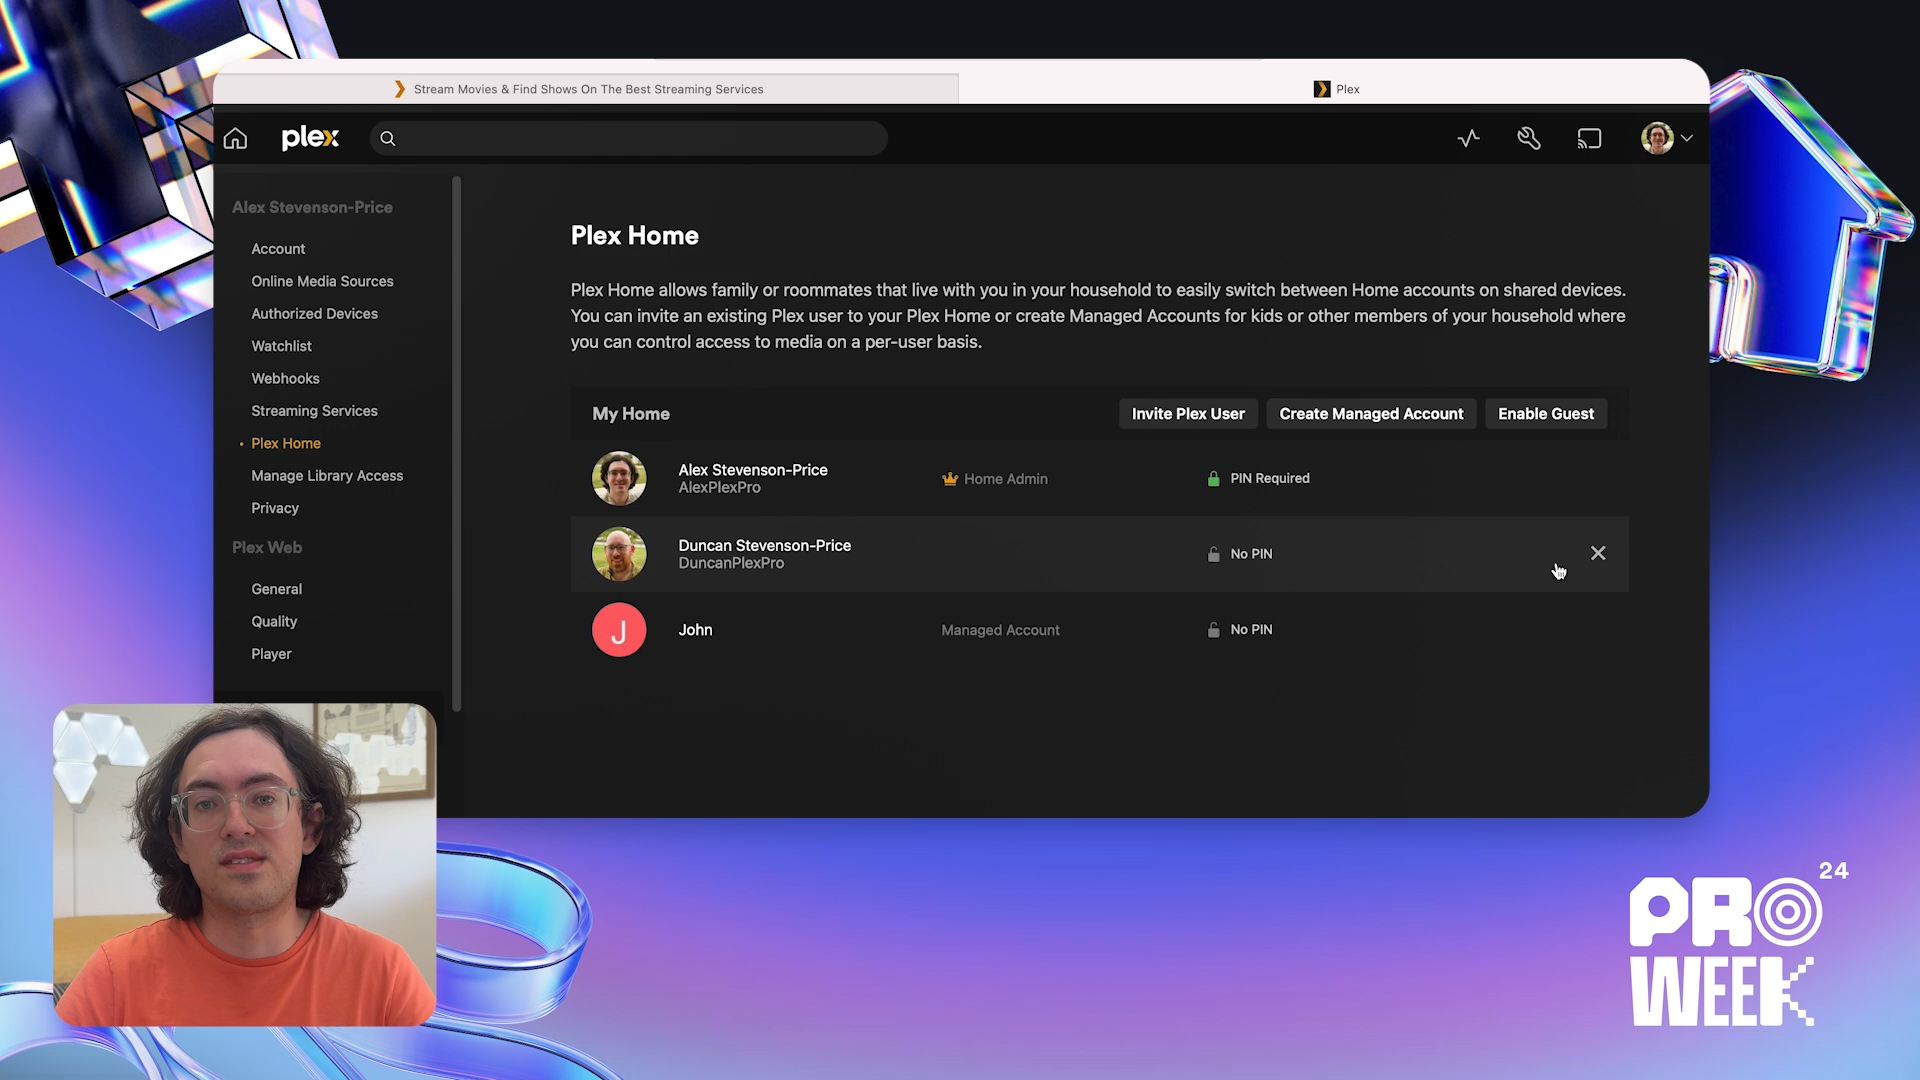 Stream Movies & Find Shows On The Best Streaming Services
Plex
plex
Alex Stevenson-Price
Account
Online Media Sources
Authorized Devices
Watchlist
Webhooks
Streaming Services
Plex Home
Manage Library Access
Privacy
Plex Web
General
Quality
Player
Plex Home
Plex Home allows family or roommates that live with you in your household to easily switch between Home accounts on shared devices.
You can invite an existing Plex user to your Plex Home or create Managed Accounts for kids or other members of your household where
you can control access to media on a per-user basis.
My Home
Invite Plex User
Create Managed Account
Enable Guest
Alex Stevenson-Price
AlexPlexPro
Home Admin
PIN Required
Duncan Stevenson-Price
DuncanPlexPro
No PIN
J
John
Managed Account
No PIN
PRO
24
WEEK